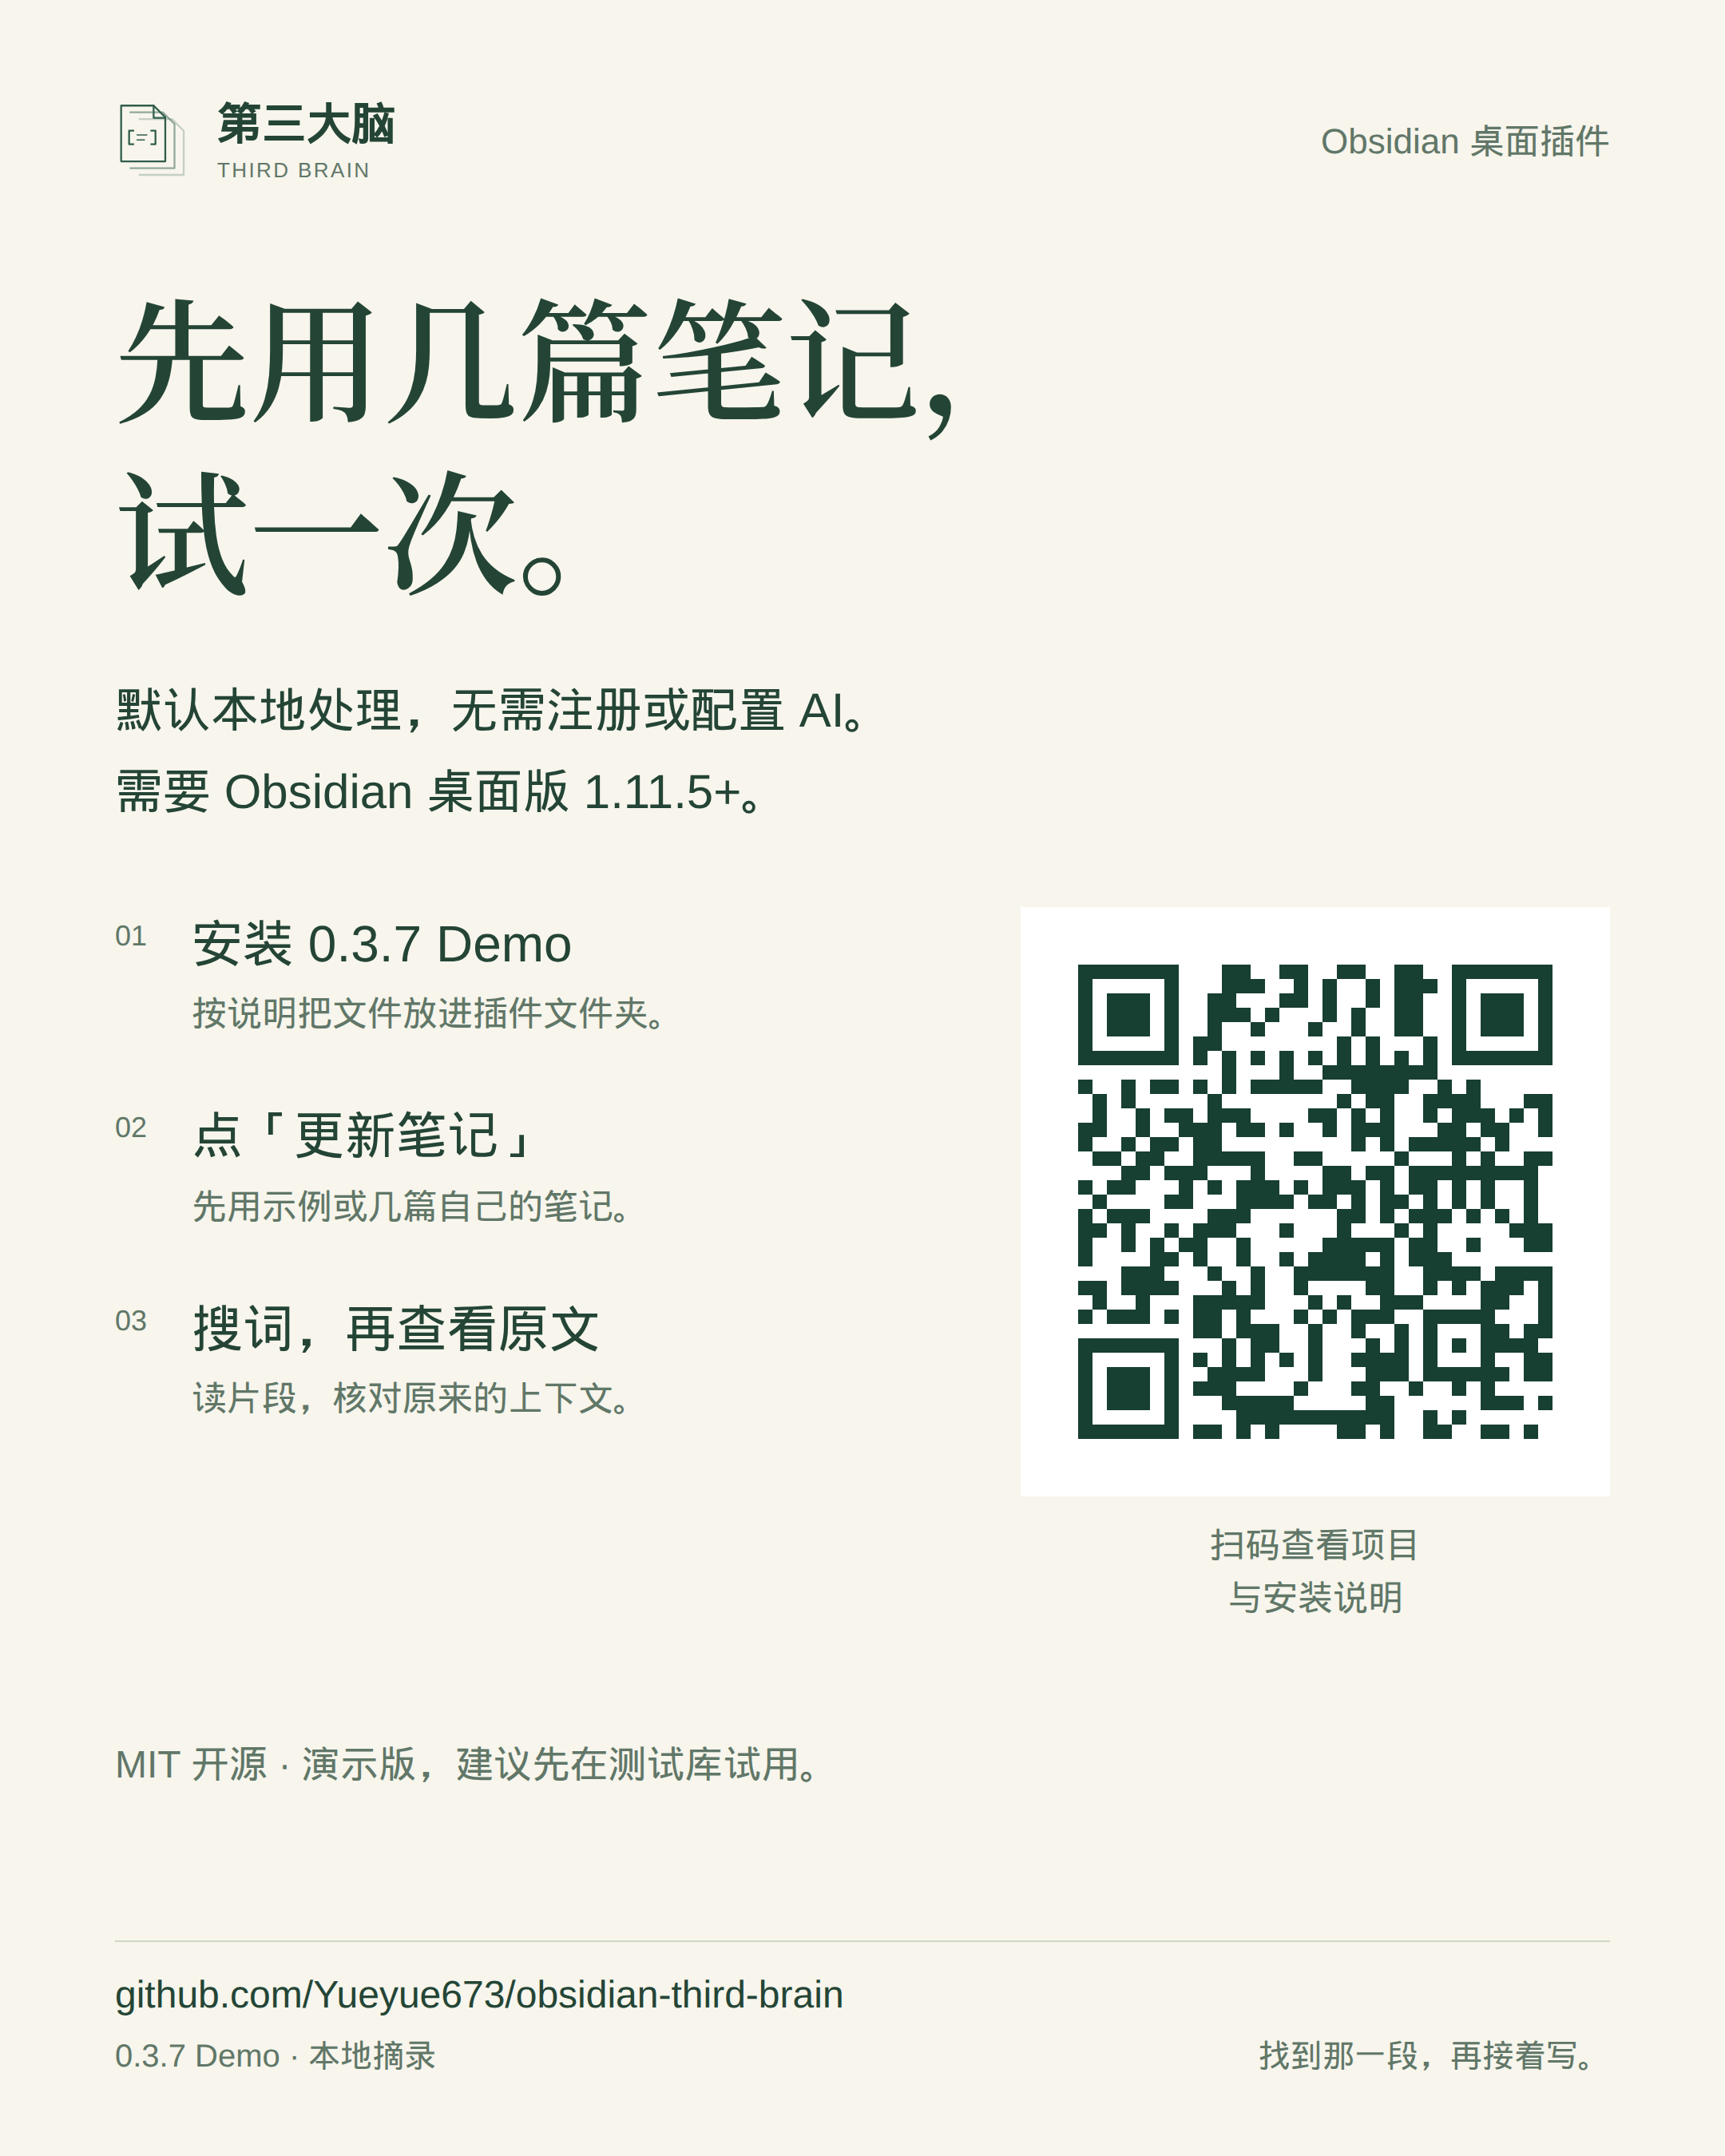 第三大脑
THIRD BRAIN
Obsidian 桌面插件
先用几篇笔记，
试一次。
默认本地处理，无需注册或配置 AI。
需要 Obsidian 桌面版 1.11.5+。
01 安装 0.3.7 Demo
按说明把文件放进插件文件夹。
02 点「更新笔记」
先用示例或几篇自己的笔记。
03 搜词，再查看原文
读片段，核对原来的上下文。
扫码查看项目
与安装说明
MIT 开源 · 演示版，建议先在测试库试用。
github.com/Yueyue673/obsidian-third-brain
0.3.7 Demo · 本地摘录
找到那一段，再接着写。